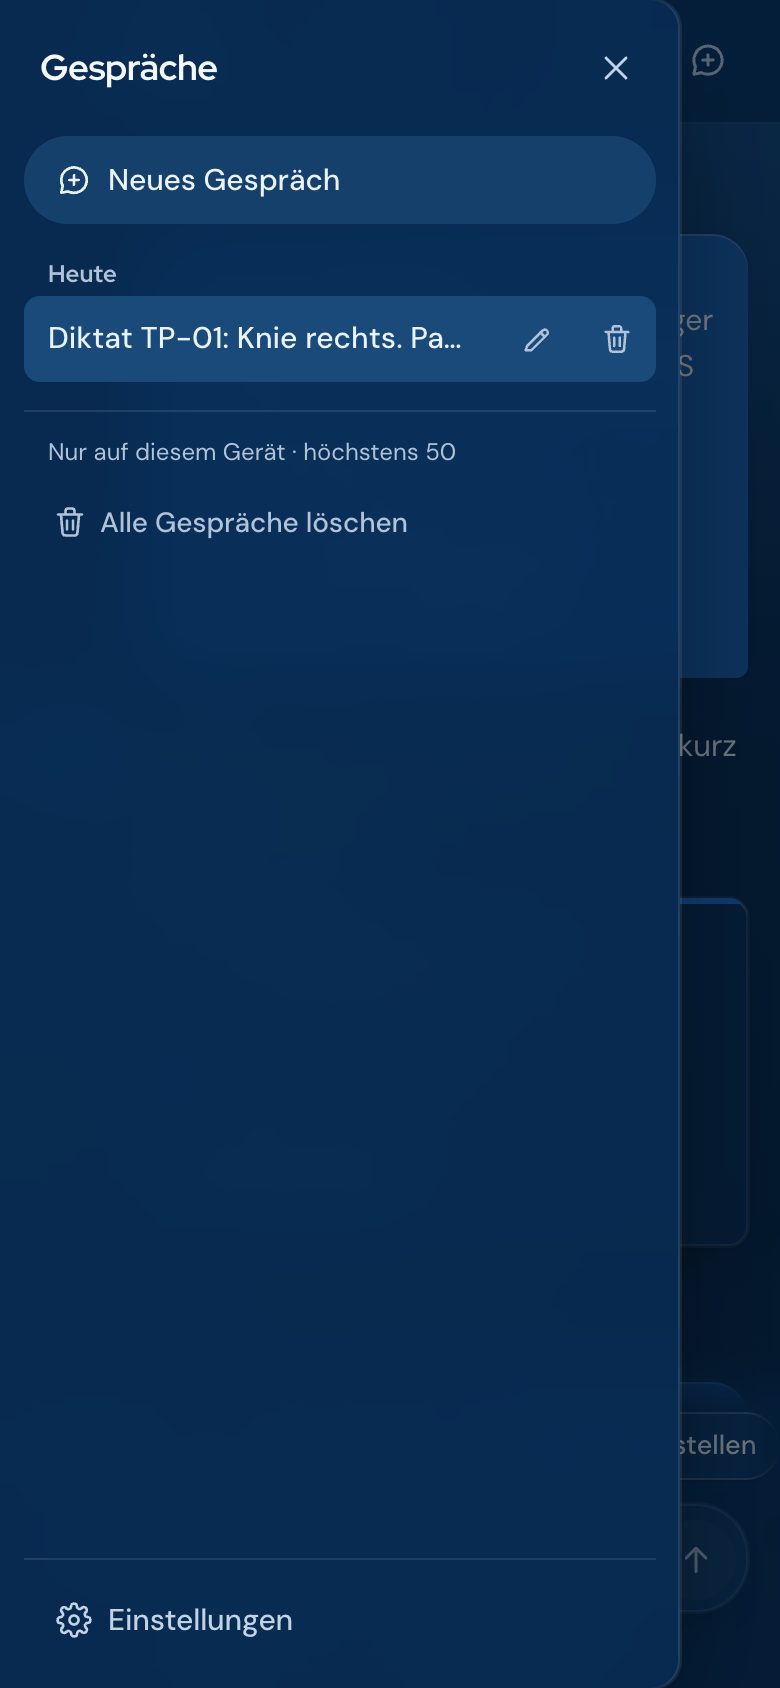 Gespräche
Neues Gespräch
Heute
Diktat TP-01: Knie rechts. Pa...
Nur auf diesem Gerät · höchstens 50
Alle Gespräche löschen
kurz
stellen
Einstellungen